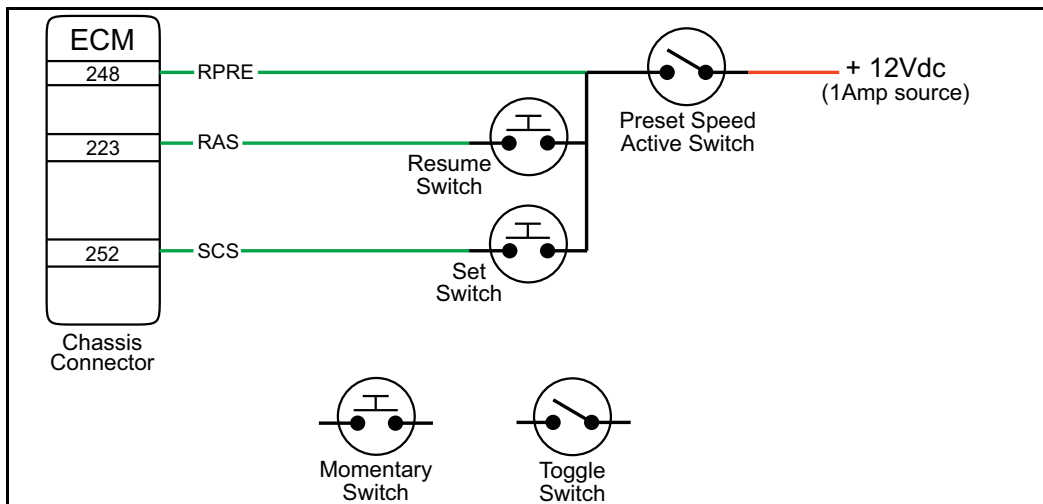 ECM
248
RPRE
+ 12Vdc
(1Amp source)
Preset Speed
Active Switch
223
RAS
Resume
Switch
252
SCS
Set
Switch
Chassis
Connector
Momentary
Switch
Toggle
Switch